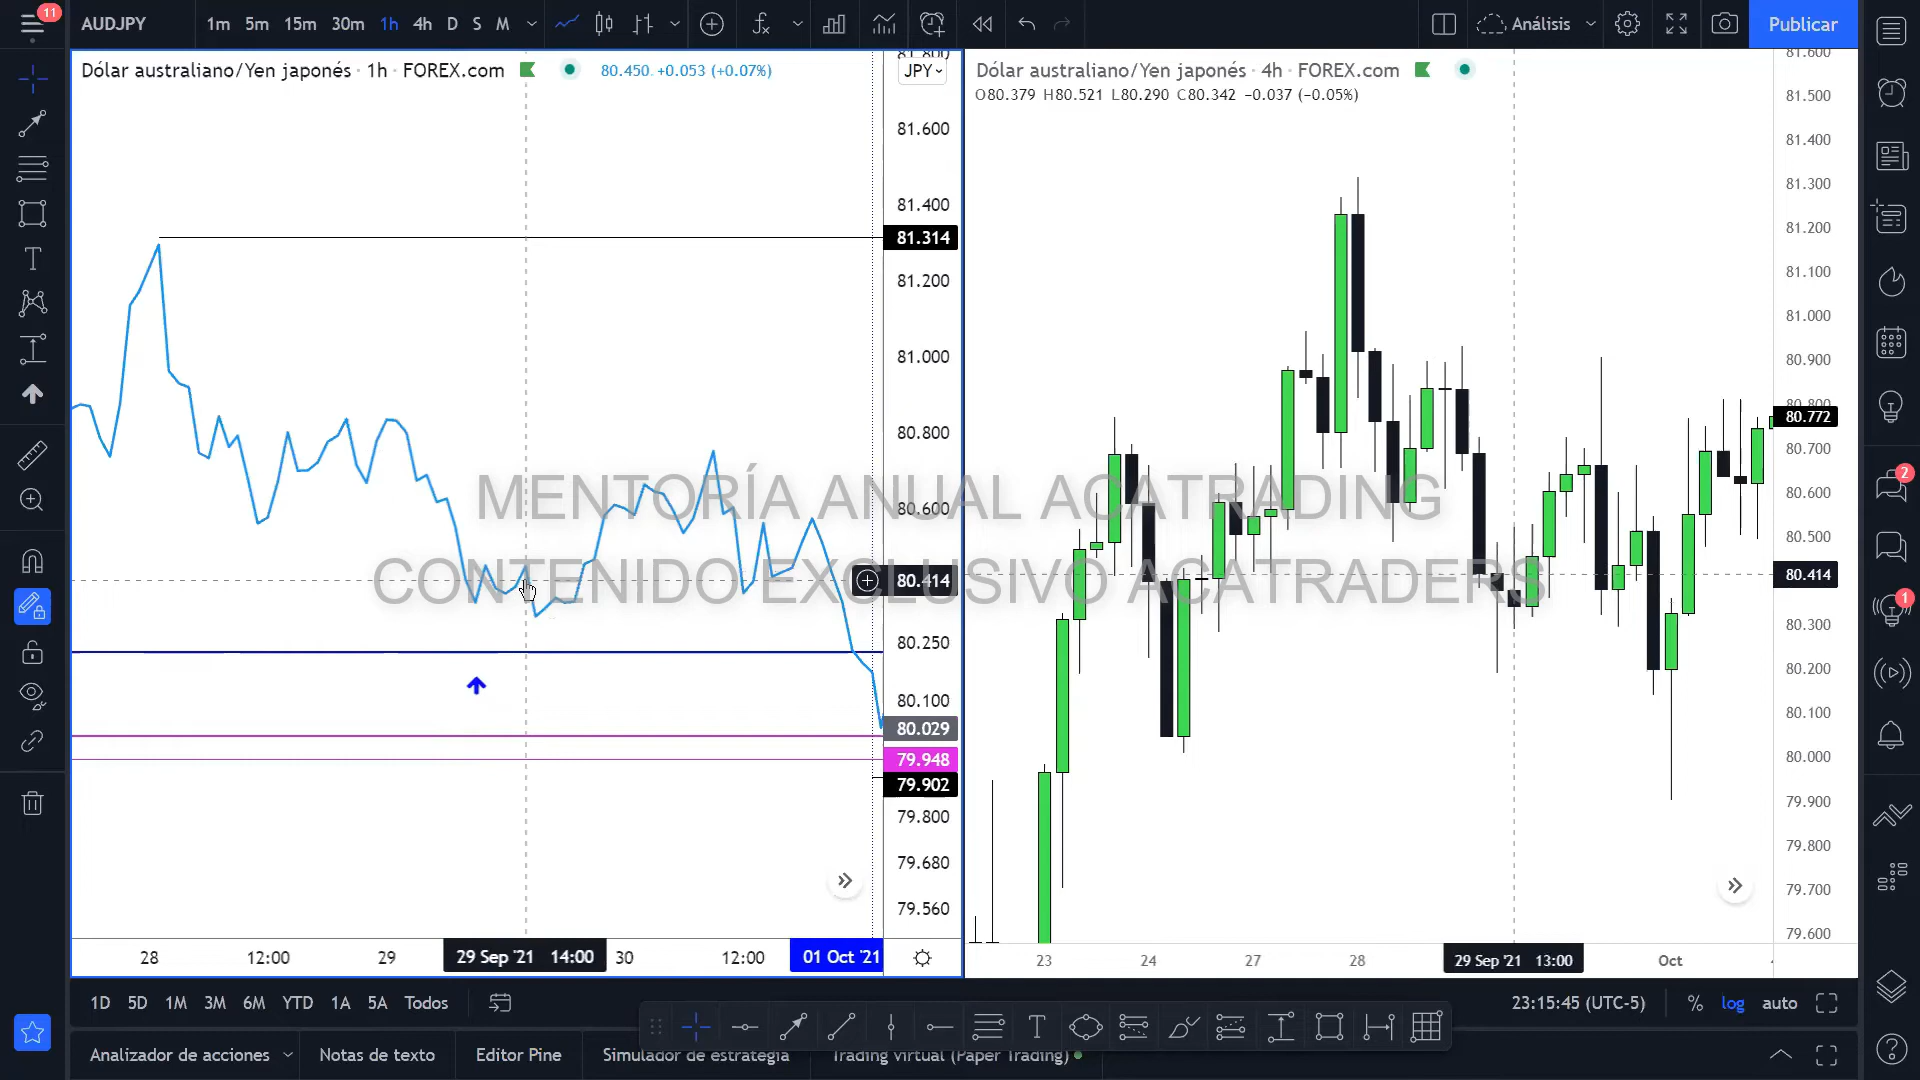 11
AUDJPY
1m 5m 15m 30m 1h 4h D S M
Análisis
Publicar
Dólar australiano/Yen japonés · 1h · FOREX.com
80.450 +0.053 (+0.07%)
JPY
81.800
81.600
81.400
81.314
81.200
81.000
80.800
80.600
80.414
80.250
80.100
80.029
79.948
79.902
79.800
79.680
79.560
28 12:00 29 29 Sep '21 14:00 30 12:00 01 Oct '21
Dólar australiano/Yen japonés · 4h · FOREX.com
O80.379 H80.521 L80.290 C80.342 −0.037 (−0.05%)
81.600
81.500
81.400
81.300
81.200
81.100
81.000
80.900
80.800
80.772
80.700
80.600
80.500
80.414
80.300
80.200
80.100
80.000
79.900
79.800
79.700
79.600
23 24 27 28 29 Sep '21 13:00 Oct
MENTORÍA ANUAL ACATRADING
CONTENIDO EXCLUSIVO ACATRADERS
2
1
1D 5D 1M 3M 6M YTD 1A 5A Todos
23:15:45 (UTC-5) % log auto
Analizador de acciones Notas de texto Editor Pine Simulador de estrategia Trading virtual (Paper Trading)